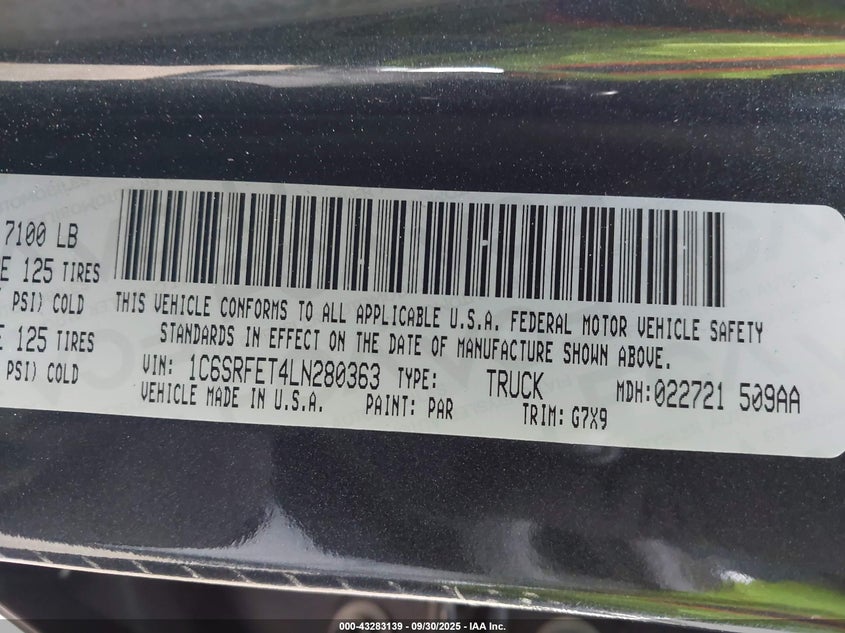 7100 LB
E 125 TIRES
PSI) COLD
E 125 TIRES
PSI) COLD
THIS VEHICLE CONFORMS TO ALL APPLICABLE U.S.A. FEDERAL MOTOR VEHICLE SAFETY
STANDARDS IN EFFECT ON THE DATE OF MANUFACTURE SHOWN ABOVE.
VIN: 1C6SRFET4LN280363 TYPE: TRUCK MDH:022721 509AA
VEHICLE MADE IN U.S.A. PAINT: PAR TRIM: G7X9
000-43283139 - 09/30/2025 - IAA Inc.